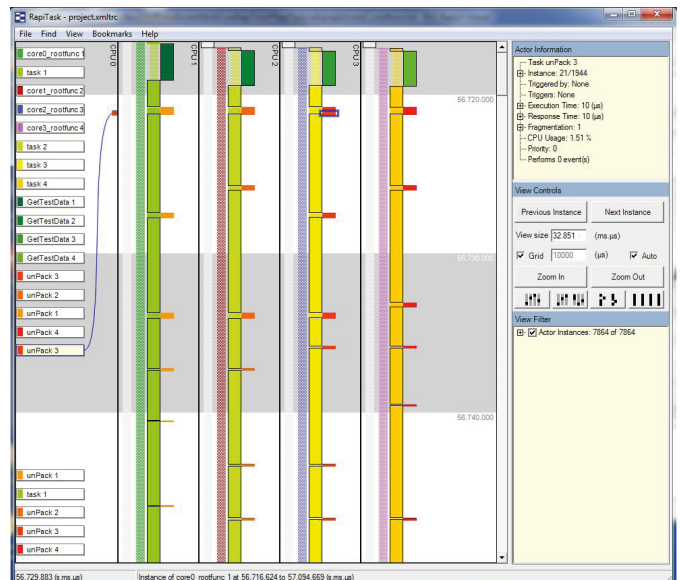 RapiTask - project.xmltrc
File Find View Bookmarks Help
core0_rootfunc 1
task 1
core1_rootfunc 2
core2_rootfunc 3
core3_rootfunc 4
task 2
task 3
task 4
GetTestData 1
GetTestData 2
GetTestData 3
GetTestData 4
unPack 3
unPack 2
unPack 1
unPack 4
unPack 3
unPack 1
task 1
unPack 2
unPack 3
unPack 4
CPU 0
CPU 1
CPU 2
CPU 3
56.720.000
56.730.000
56.740.000
Actor Information
Task unPack 3
Instance: 21/1944
Triggered by: None
Triggers: None
Execution Time: 10 (µs)
Response Time: 10 (µs)
Fragmentation: 1
CPU Usage: 1.51 %
Priority: 0
Performs 0 event(s)
View Controls
Previous Instance Next Instance
View size 32.851 (ms.µs)
Grid 10000 (µs) Auto
Zoom In Zoom Out
View Filter
Actor Instances: 7864 of 7864
56.729.883 (s.ms.µs) Instance of core0_rootfunc 1 at 56.716.624 to 57.094.669 (s.ms.µs)